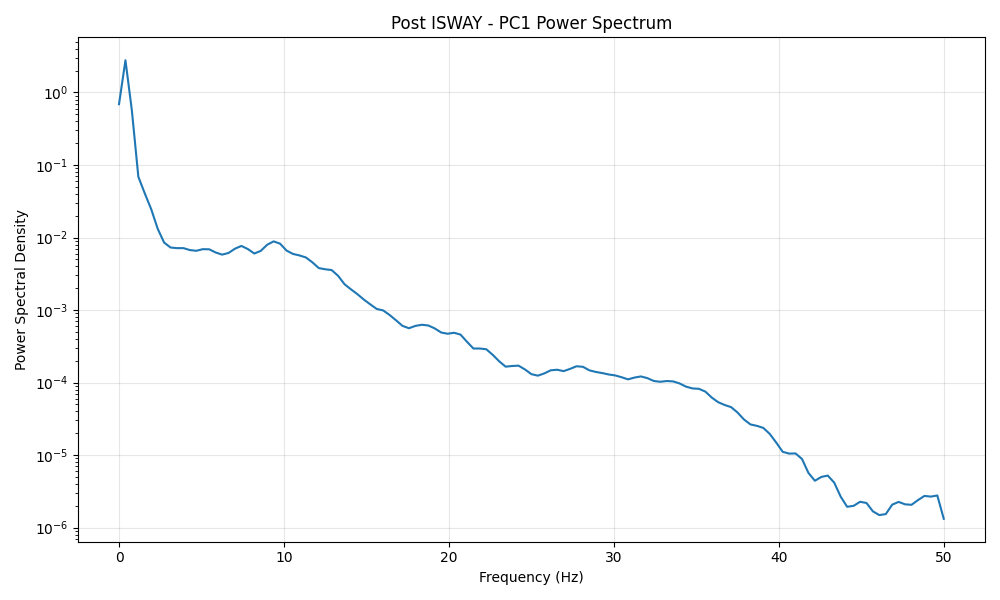 Post ISWAY - PC1 Power Spectrum
Power Spectral Density
10⁰
10⁻¹
10⁻²
10⁻³
10⁻⁴
10⁻⁵
10⁻⁶
0 10 20 30 40 50
Frequency (Hz)